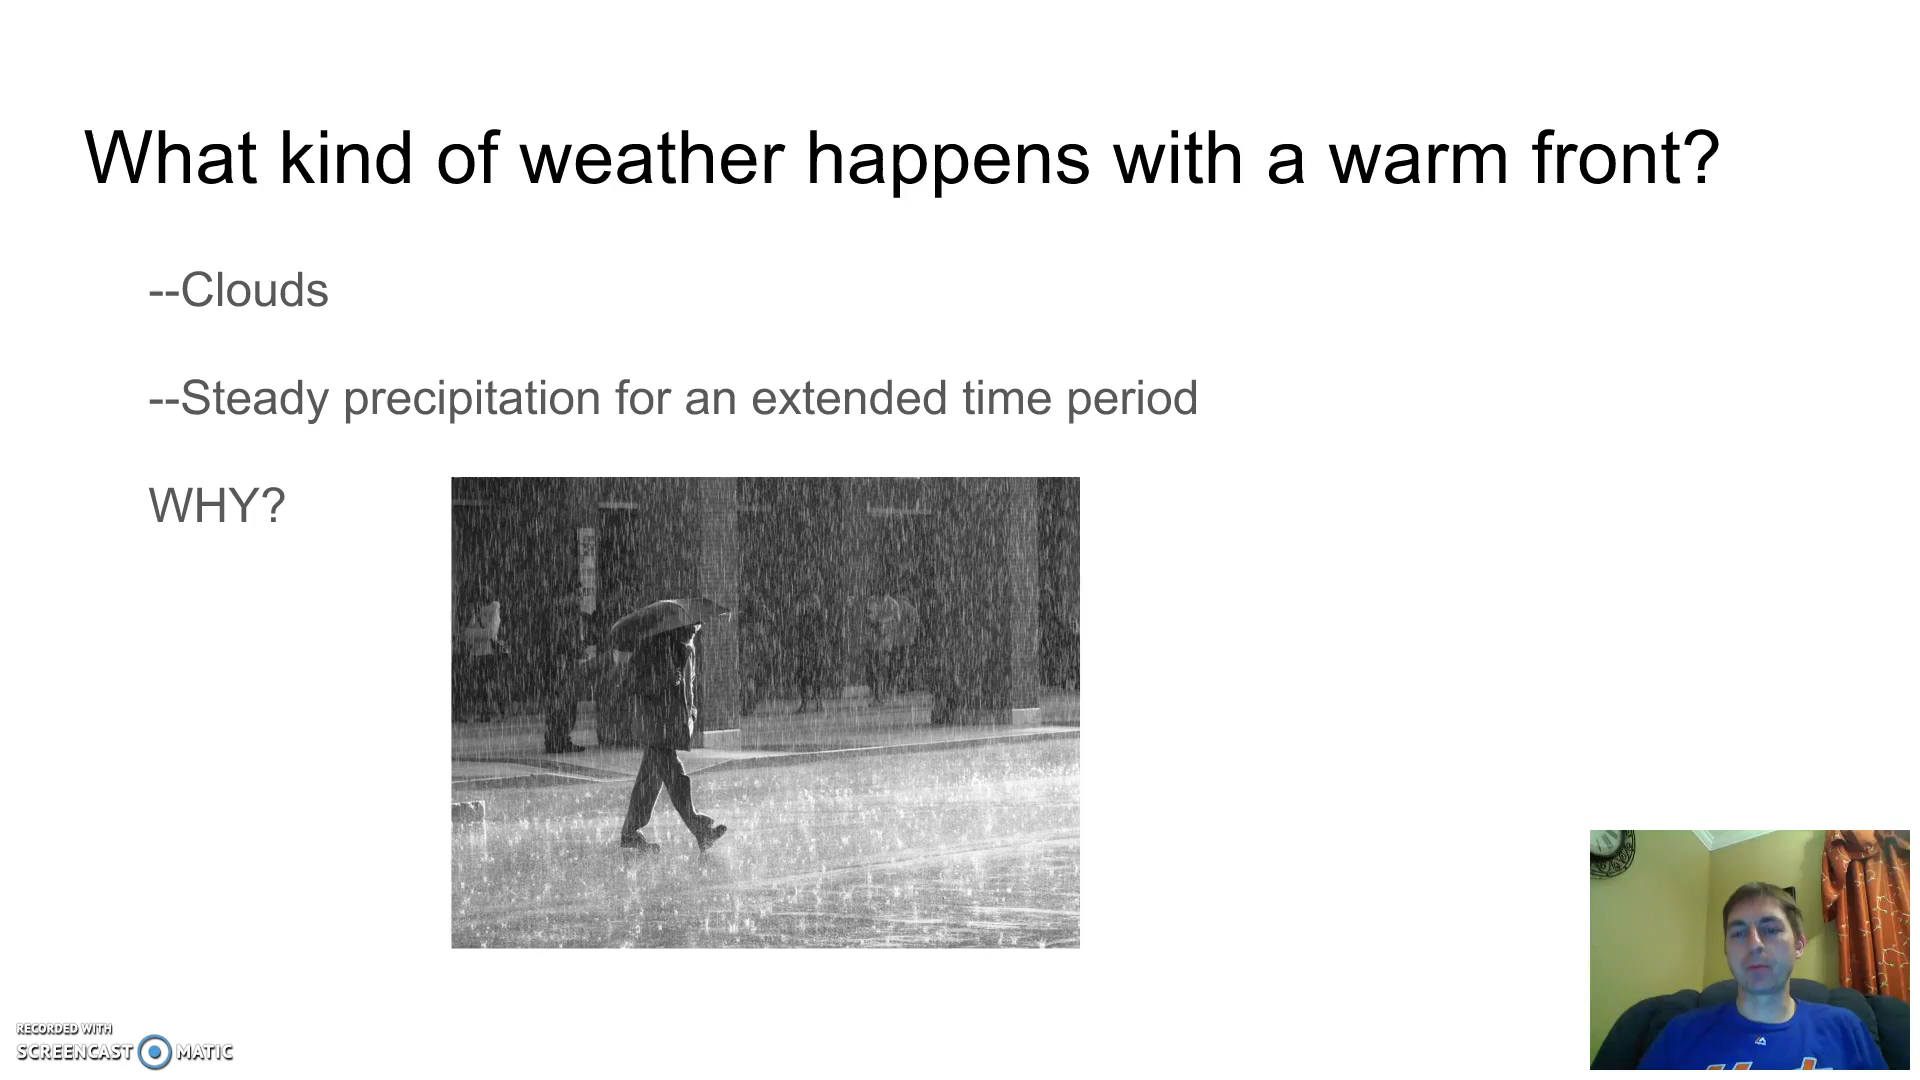 What kind of weather happens with a warm front?
--Clouds
--Steady precipitation for an extended time period
WHY?
RECORDED WITH
SCREENCAST MATIC